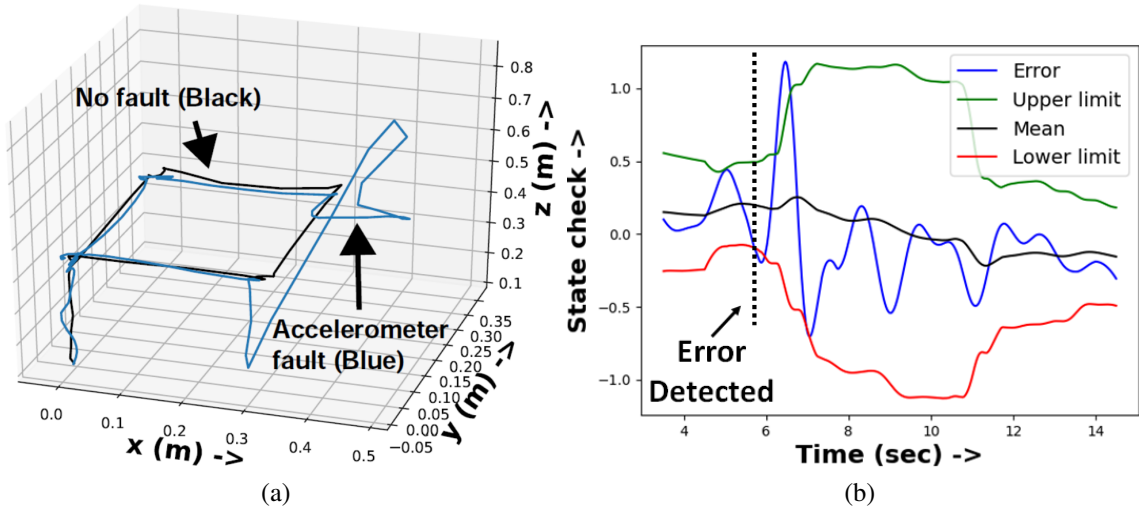 No fault (Black)
Accelerometer
fault (Blue)
0.8
0.7
0.6
0.5
0.4
0.3
0.2
0.1
z (m) ->
0.35
0.30
0.25
0.20
0.15
0.10
0.05
0.00
−0.05
y (m) ->
0.0
0.1
0.2
0.3
0.4
0.5
x (m) ->
(a)
State check ->
1.0
0.5
0.0
−0.5
−1.0
Error
Upper limit
Mean
Lower limit
Error
Detected
4
6
8
10
12
14
Time (sec) ->
(b)